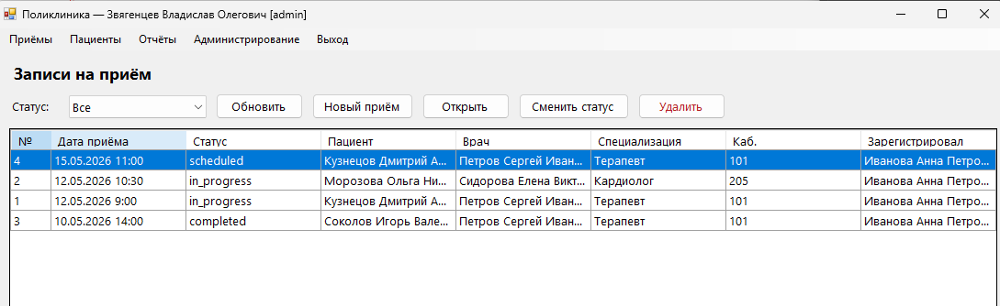 Поликлиника — Звягенцев Владислав Олегович [admin]
Приёмы Пациенты Отчёты Администрирование Выход
Записи на приём
Статус: Все Обновить Новый приём Открыть Сменить статус Удалить
№ Дата приёма Статус Пациент Врач Специализация Каб. Зарегистрировал
4 15.05.2026 11:00 scheduled Кузнецов Дмитрий А... Петров Сергей Иван... Терапевт 101 Иванова Анна Петро...
2 12.05.2026 10:30 in_progress Морозова Ольга Ни... Сидорова Елена Викт... Кардиолог 205 Иванова Анна Петро...
1 12.05.2026 9:00 in_progress Кузнецов Дмитрий А... Петров Сергей Иван... Терапевт 101 Иванова Анна Петро...
3 10.05.2026 14:00 completed Соколов Игорь Вале... Петров Сергей Иван... Терапевт 101 Иванова Анна Петро...